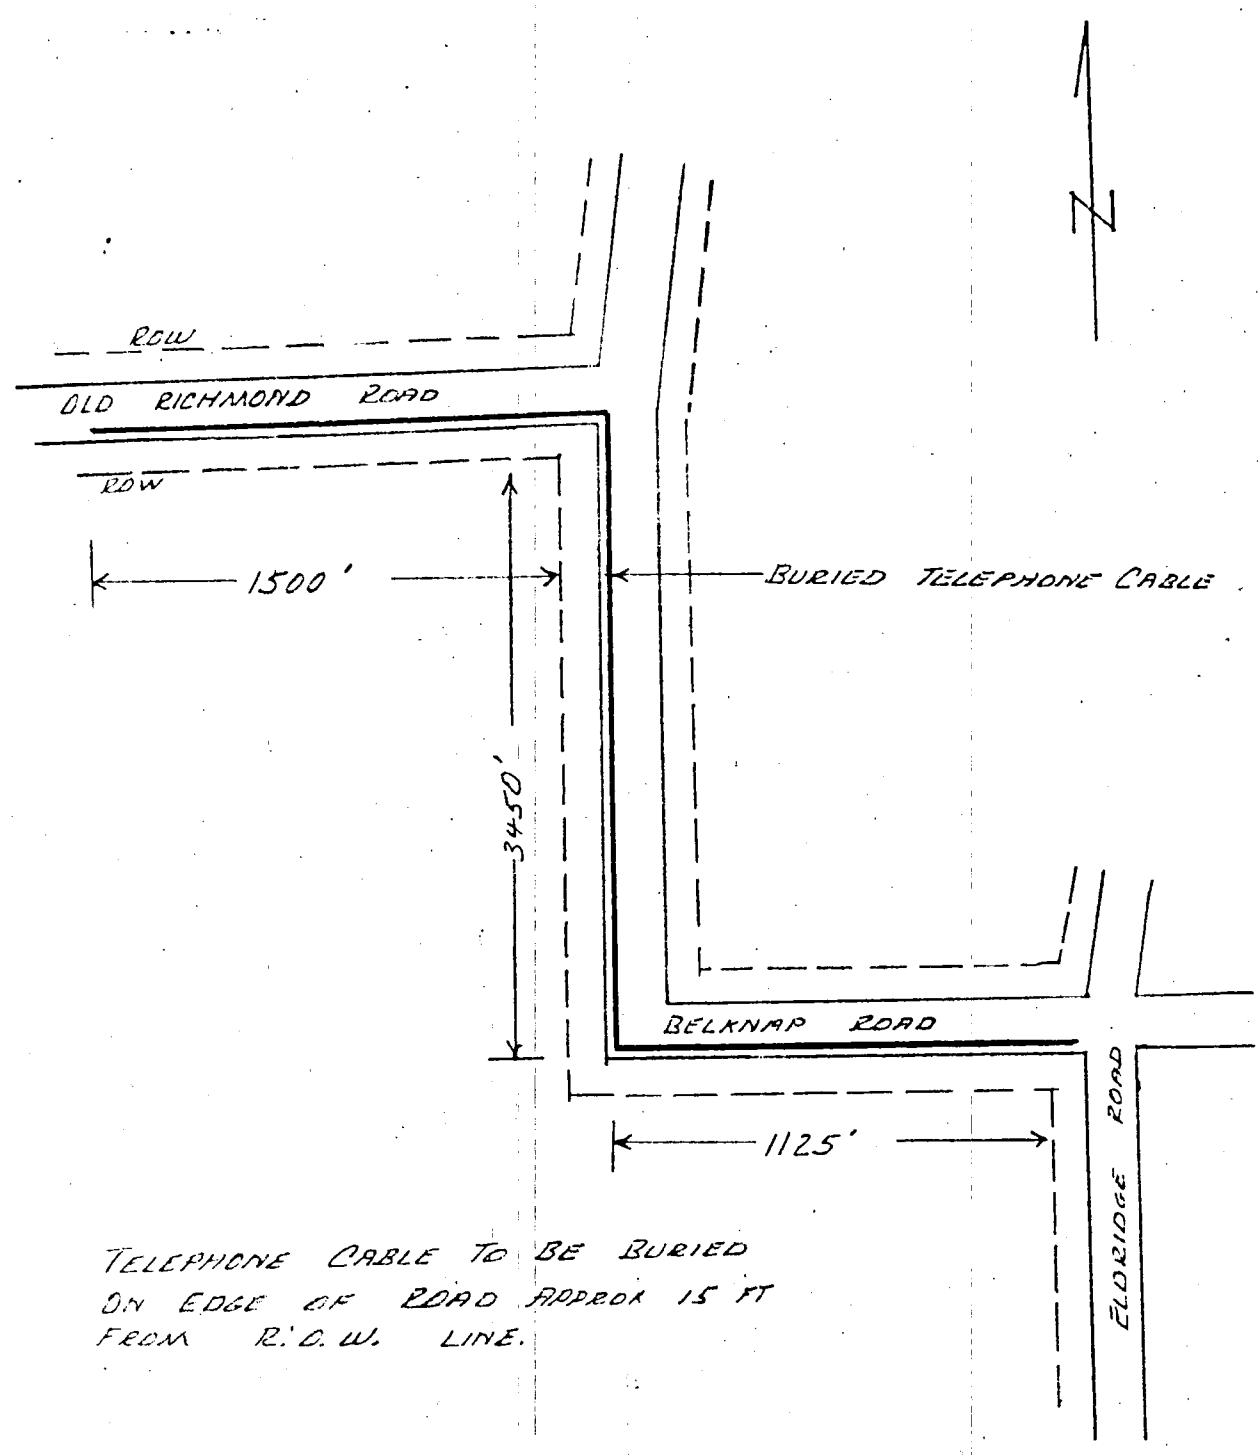 N
ROW
OLD RICHMOND ROAD
ROW
1500'
BURIED TELEPHONE CABLE
3450'
BELKNAP ROAD
ELDRIDGE ROAD
1125'
TELEPHONE CABLE TO BE BURIED
ON EDGE OF ROAD APPROX 15 FT
FROM R.O.W. LINE.